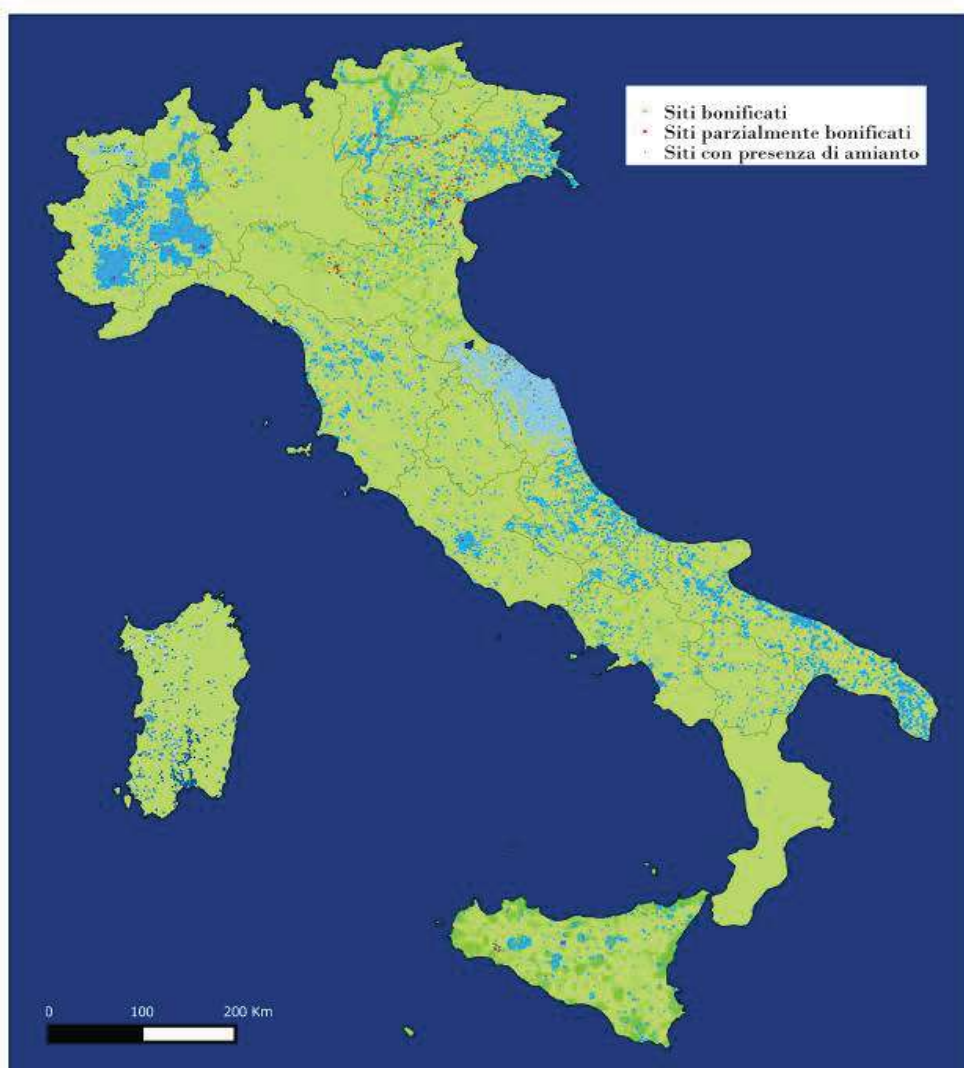 Siti bonificati
Siti parzialmente bonificati
Siti con presenza di amianto
0 100 200 Km